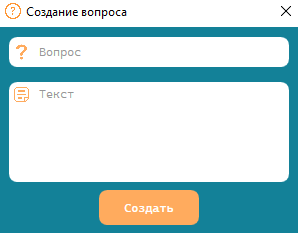 Создание вопроса
Вопрос
Текст
Создать